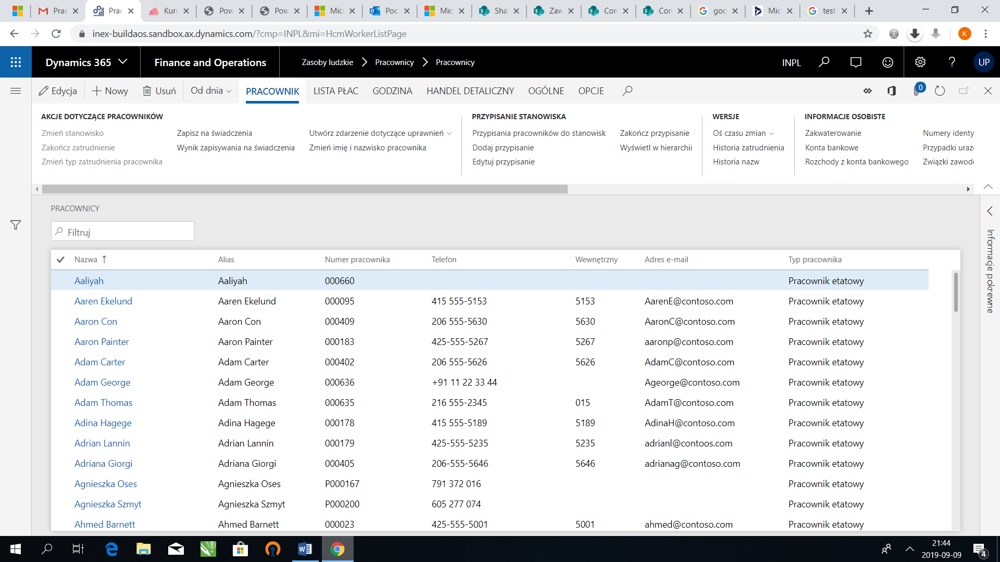 Prac
Prac
Kurs
Pow
Pow
Micr
Poc
Mic
Sha
Zaw
Con
Con
goo
Mic
test
inex-buildaos.sandbox.ax.dynamics.com/?cmp=INPL&mi=HcmWorkerListPage
K
Dynamics 365
Finance and Operations
Zasoby ludzkie
Pracownicy
Pracownicy
INPL
UP
Edycja
Nowy
Usuń
Od dnia
PRACOWNIK
LISTA PŁAC
GODZINA
HANDEL DETALICZNY
OGÓLNE
OPCJE
0
AKCJE DOTYCZĄCE PRACOWNIKÓW
Zmień stanowisko
Zakończ zatrudnienie
Zmień typ zatrudnienia pracownika
Zapisz na świadczenia
Wynik zapisywania na świadczenia
Utwórz zdarzenie dotyczące uprawnień
Zmień imię i nazwisko pracownika
PRZYPISANIE STANOWISKA
Przypisania pracowników do stanowisk
Dodaj przypisanie
Edytuj przypisanie
Zakończ przypisanie
Wyświetl w hierarchii
WERSJE
Oś czasu zmian
Historia zatrudnienia
Historia nazw
INFORMACJE OSOBISTE
Zakwaterowanie
Konta bankowe
Rozchody z konta bankowego
Numery identy
Przypadki uraz
Związki zawod
PRACOWNICY
Filtruj
Nazwa Alias Numer pracownika Telefon Wewnętrzny Adres e-mail Typ pracownika
Aaliyah Aaliyah 000660 Pracownik etatowy
Aaren Ekelund Aaren Ekelund 000095 415 555-5153 5153 AarenE@contoso.com Pracownik etatowy
Aaron Con Aaron Con 000409 206 555-5630 5630 AaronC@contoso.com Pracownik etatowy
Aaron Painter Aaron Painter 000183 425-555-5267 5267 aaronp@contoso.com Pracownik etatowy
Adam Carter Adam Carter 000402 206 555-5626 5626 AdamC@contoso.com Pracownik etatowy
Adam George Adam George 000636 +91 11 22 33 44 Ageorge@contoso.com Pracownik etatowy
Adam Thomas Adam Thomas 000635 216 555-2345 015 AdamT@contoso.com Pracownik etatowy
Adina Hagege Adina Hagege 000178 415 555-5189 5189 AdinaH@contoso.com Pracownik etatowy
Adrian Lannin Adrian Lannin 000179 425-555-5235 5235 adrianl@contoos.com Pracownik etatowy
Adriana Giorgi Adriana Giorgi 000405 206-555-5646 5646 adrianag@contoso.com Pracownik etatowy
Agnieszka Oses Agnieszka Oses P000167 791 372 016 Pracownik etatowy
Agnieszka Szmyt Agnieszka Szmyt P000200 605 277 074 Pracownik etatowy
Ahmed Barnett Ahmed Barnett 000023 425-555-5001 5001 ahmed@contoso.com Pracownik etatowy
Informacje pokrewne
21:44
2019-09-09
4